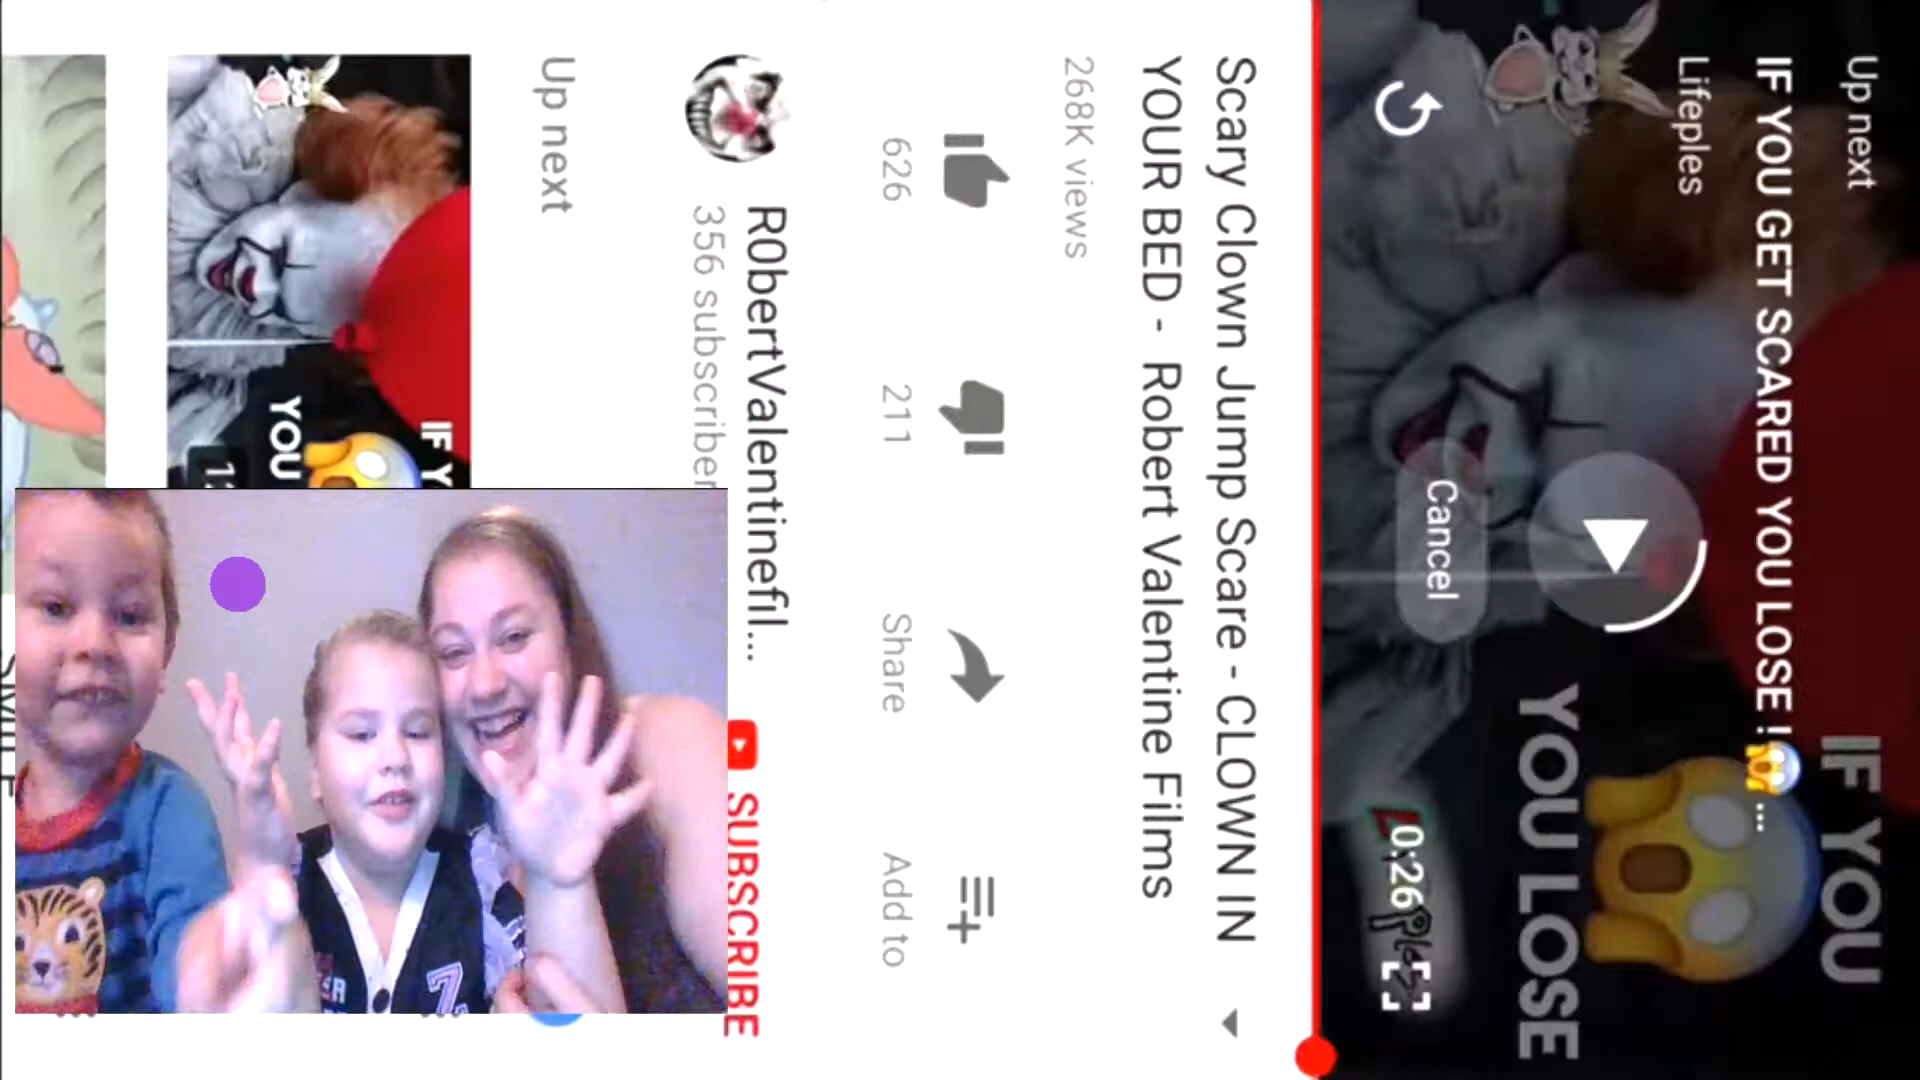 Up next
IF YOU GET SCARED YOU LOSE ! 😱 ...
Lifeples
IF YOU
YOU LOSE
Cancel
0:26
Scary Clown Jump Scare - CLOWN IN
YOUR BED - Robert Valentine Films
268K views
626
211
Share
Add to
R0bertValentinefil...
356 subscriber
SUBSCRIBE
Up next
IF Y
YOU